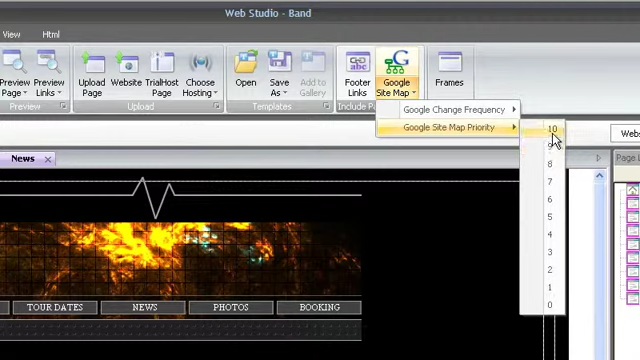 Web Studio - Band
View Html
Preview Page Preview Links Upload Page Website TrialHost Page Choose Hosting Open Save As Add to Gallery Footer Links Google Site Map Frames
Preview Upload Templates Include
Google Change Frequency
Google Site Map Priority
10
9
8
7
6
5
4
3
2
1
0
News x
TOUR DATES NEWS PHOTOS BOOKING